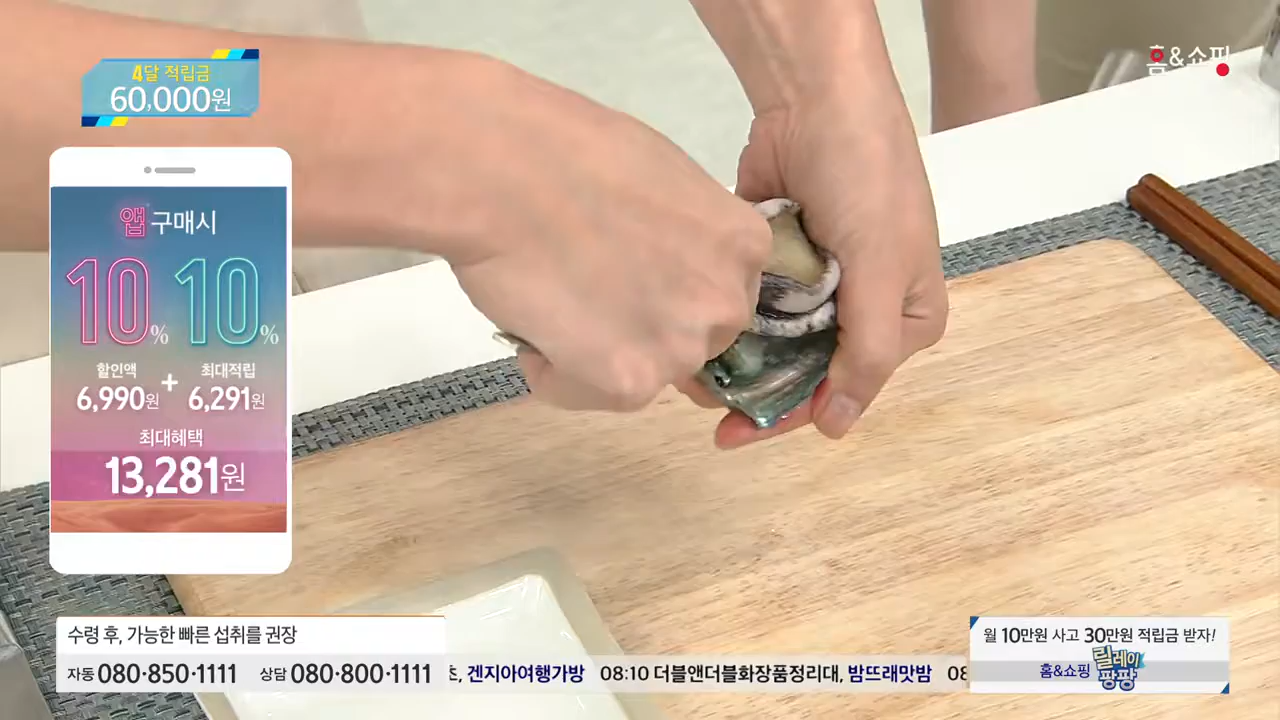 4달 적립금
60,000원
홈&쇼핑
앱 구매시
10% 10%
할인액 최대적립
6,990원 + 6,291원
최대혜택
13,281원
수령 후, 가능한 빠른 섭취를 권장
자동 080·850·1111 상담 080·800·1111
겐지아여행가방 08:10 더블앤더블화장품정리대, 밤뜨래맛밤
월 10만원 사고 30만원 적립금 받자!
홈&쇼핑 릴레이팡팡